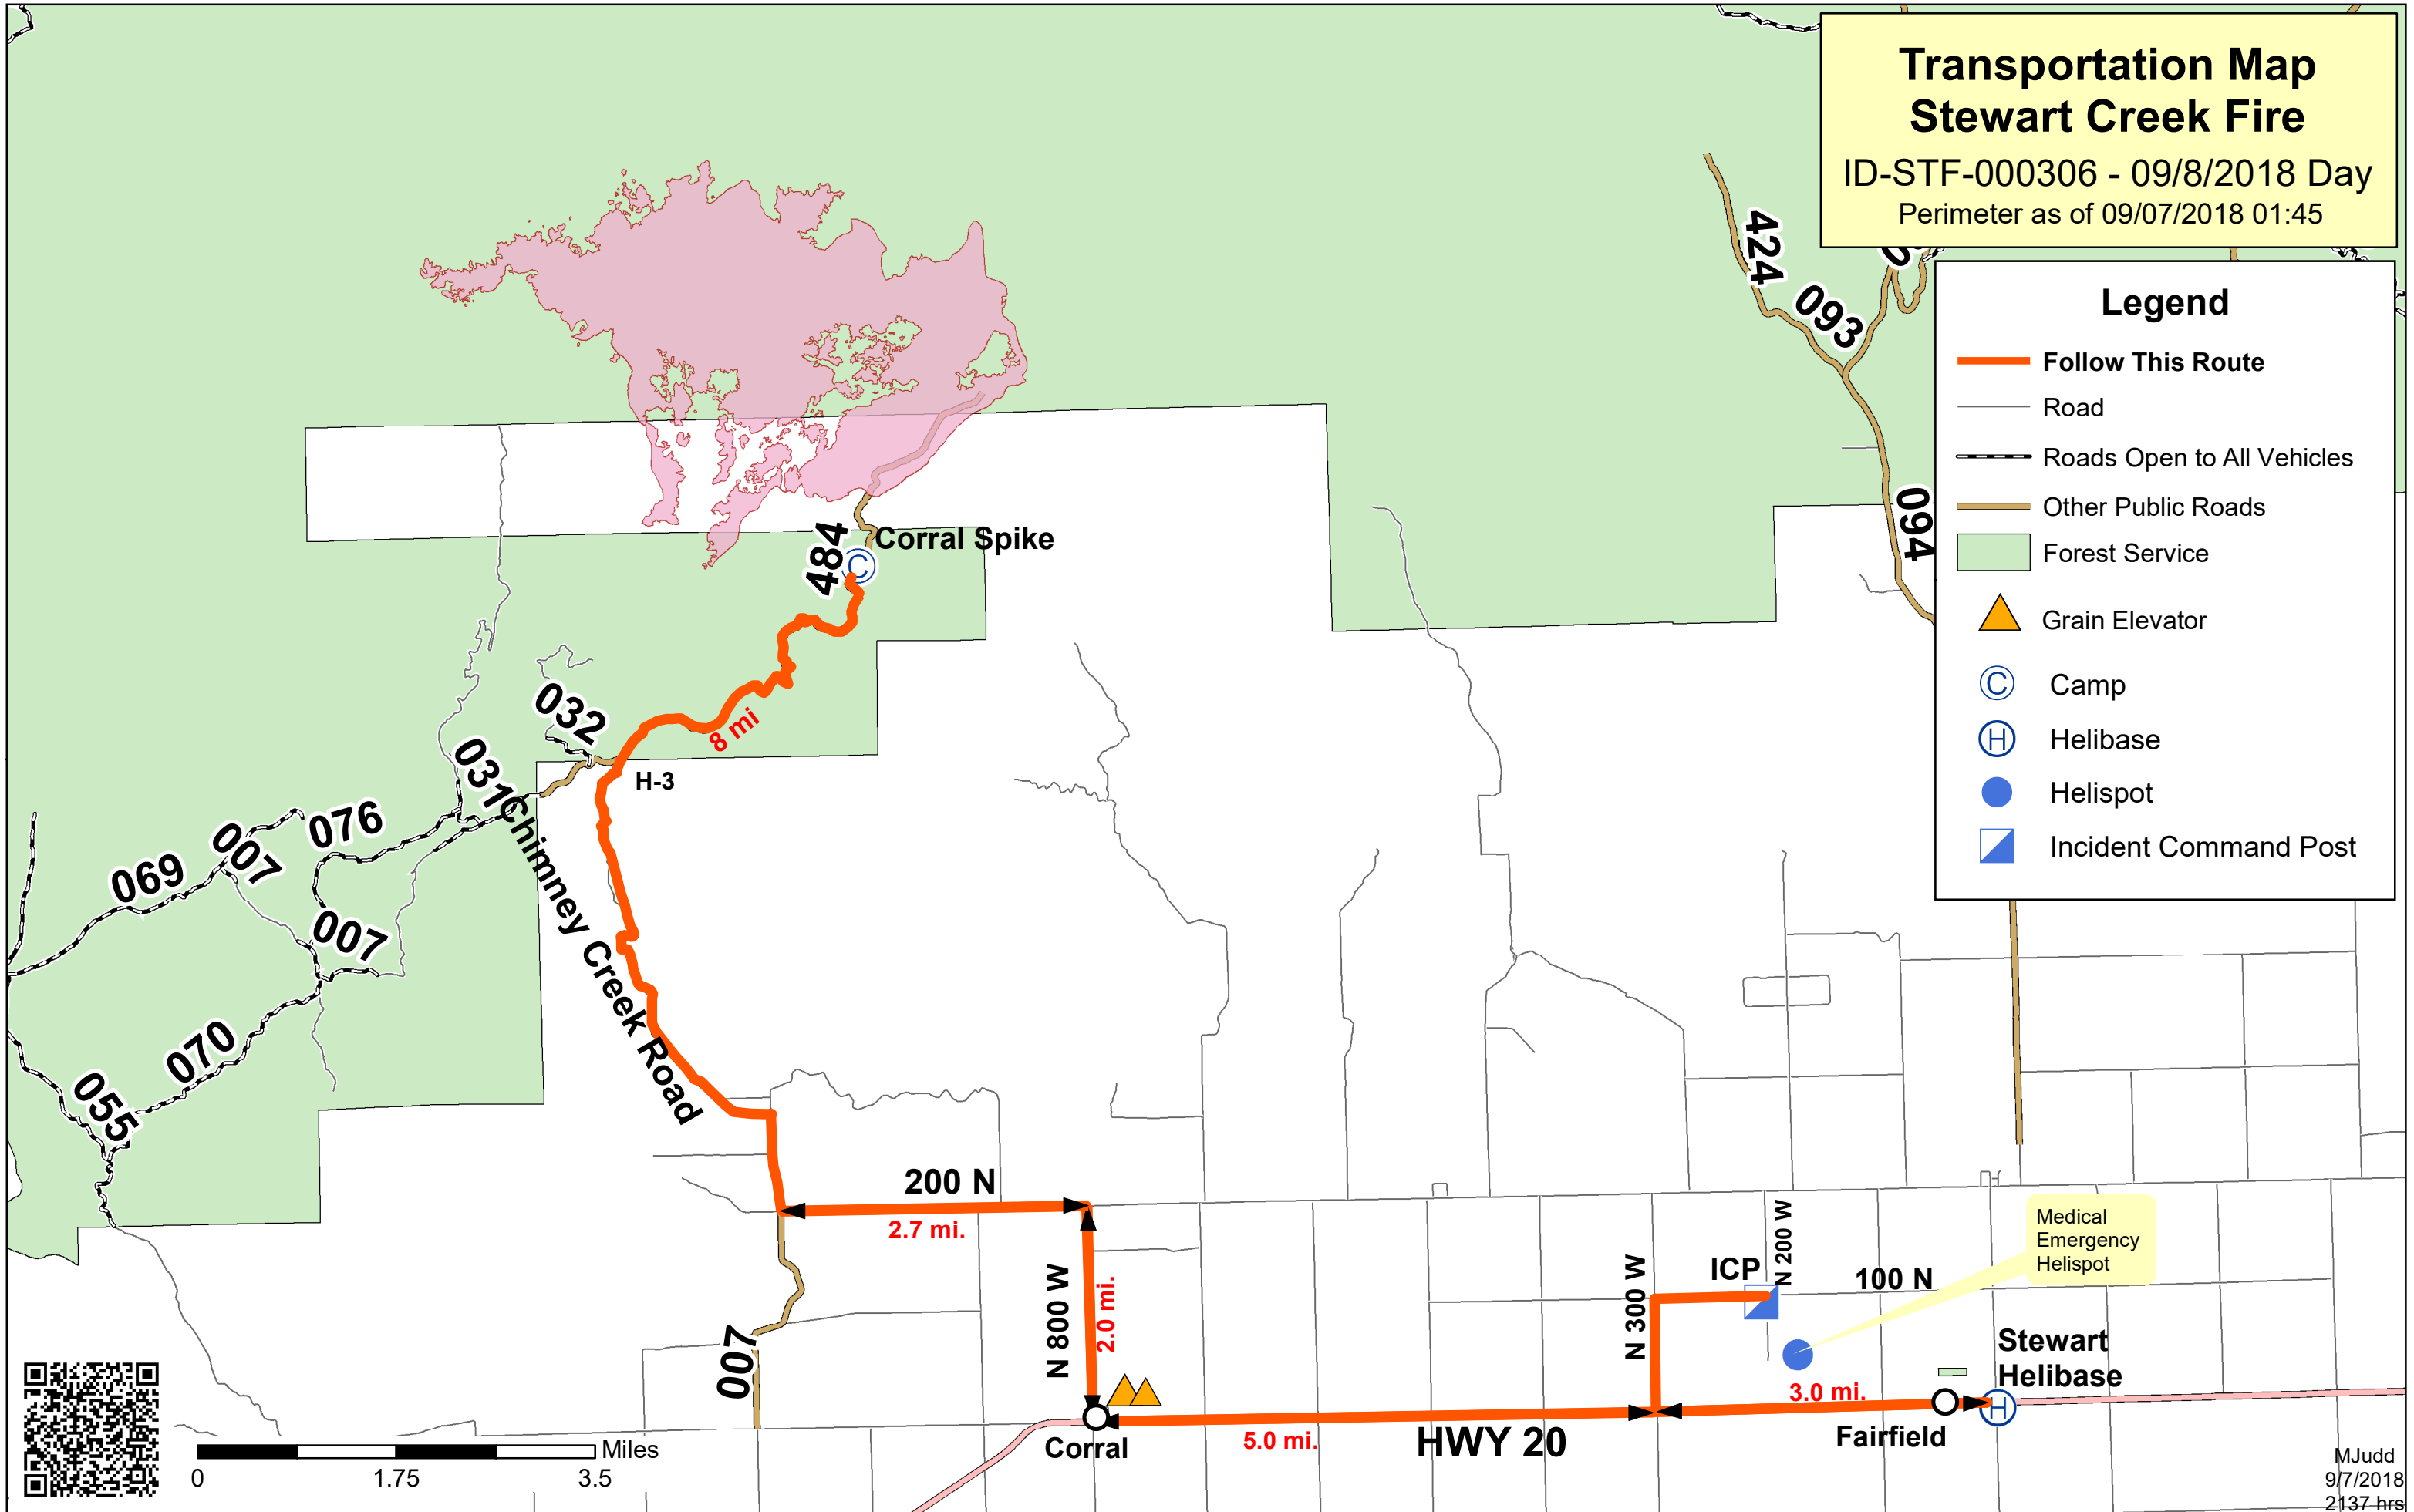 Transportation Map
Stewart Creek Fire
ID-STF-000306 - 09/8/2018 Day
Perimeter as of 09/07/2018 01:45
Legend
Follow This Route
Road
Roads Open to All Vehicles
Other Public Roads
Forest Service
Grain Elevator
C
Camp
H
Helibase
Helispot
Incident Command Post
424
093
094
484
Corral Spike
C
8 mi
032
031
H-3
Chimney Creek Road
076
007
069
007
070
055
200 N
2.7 mi.
N 800 W
2.0 mi.
007
N 300 W
ICP
N 200 W
100 N
Medical
Emergency
Helispot
Stewart
Helibase
H
3.0 mi.
Fairfield
Corral
5.0 mi.
HWY 20
Miles
0
1.75
3.5
MJudd
9/7/2018
2137 hrs